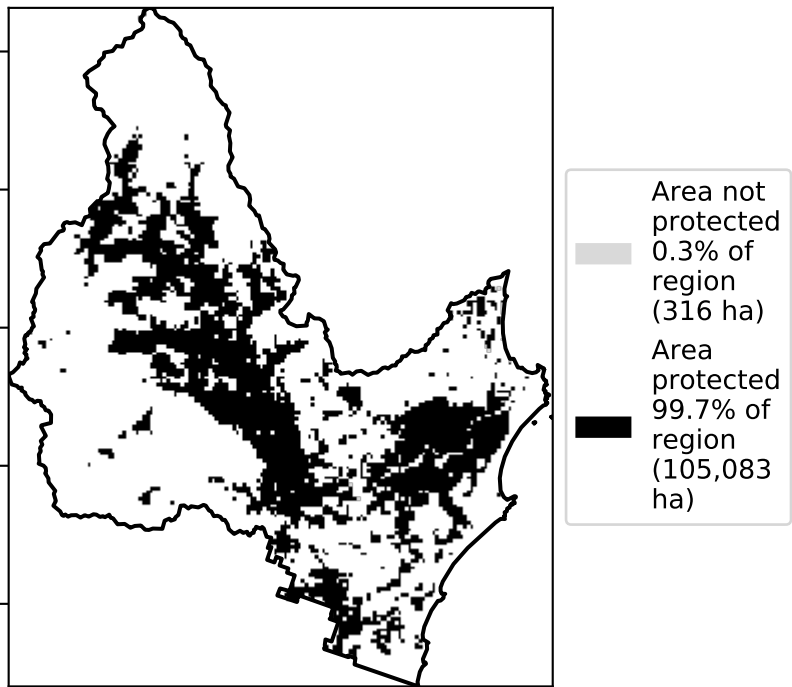 Area not
protected
0.3% of
region
(316 ha)
Area
protected
99.7% of
region
(105,083
ha)